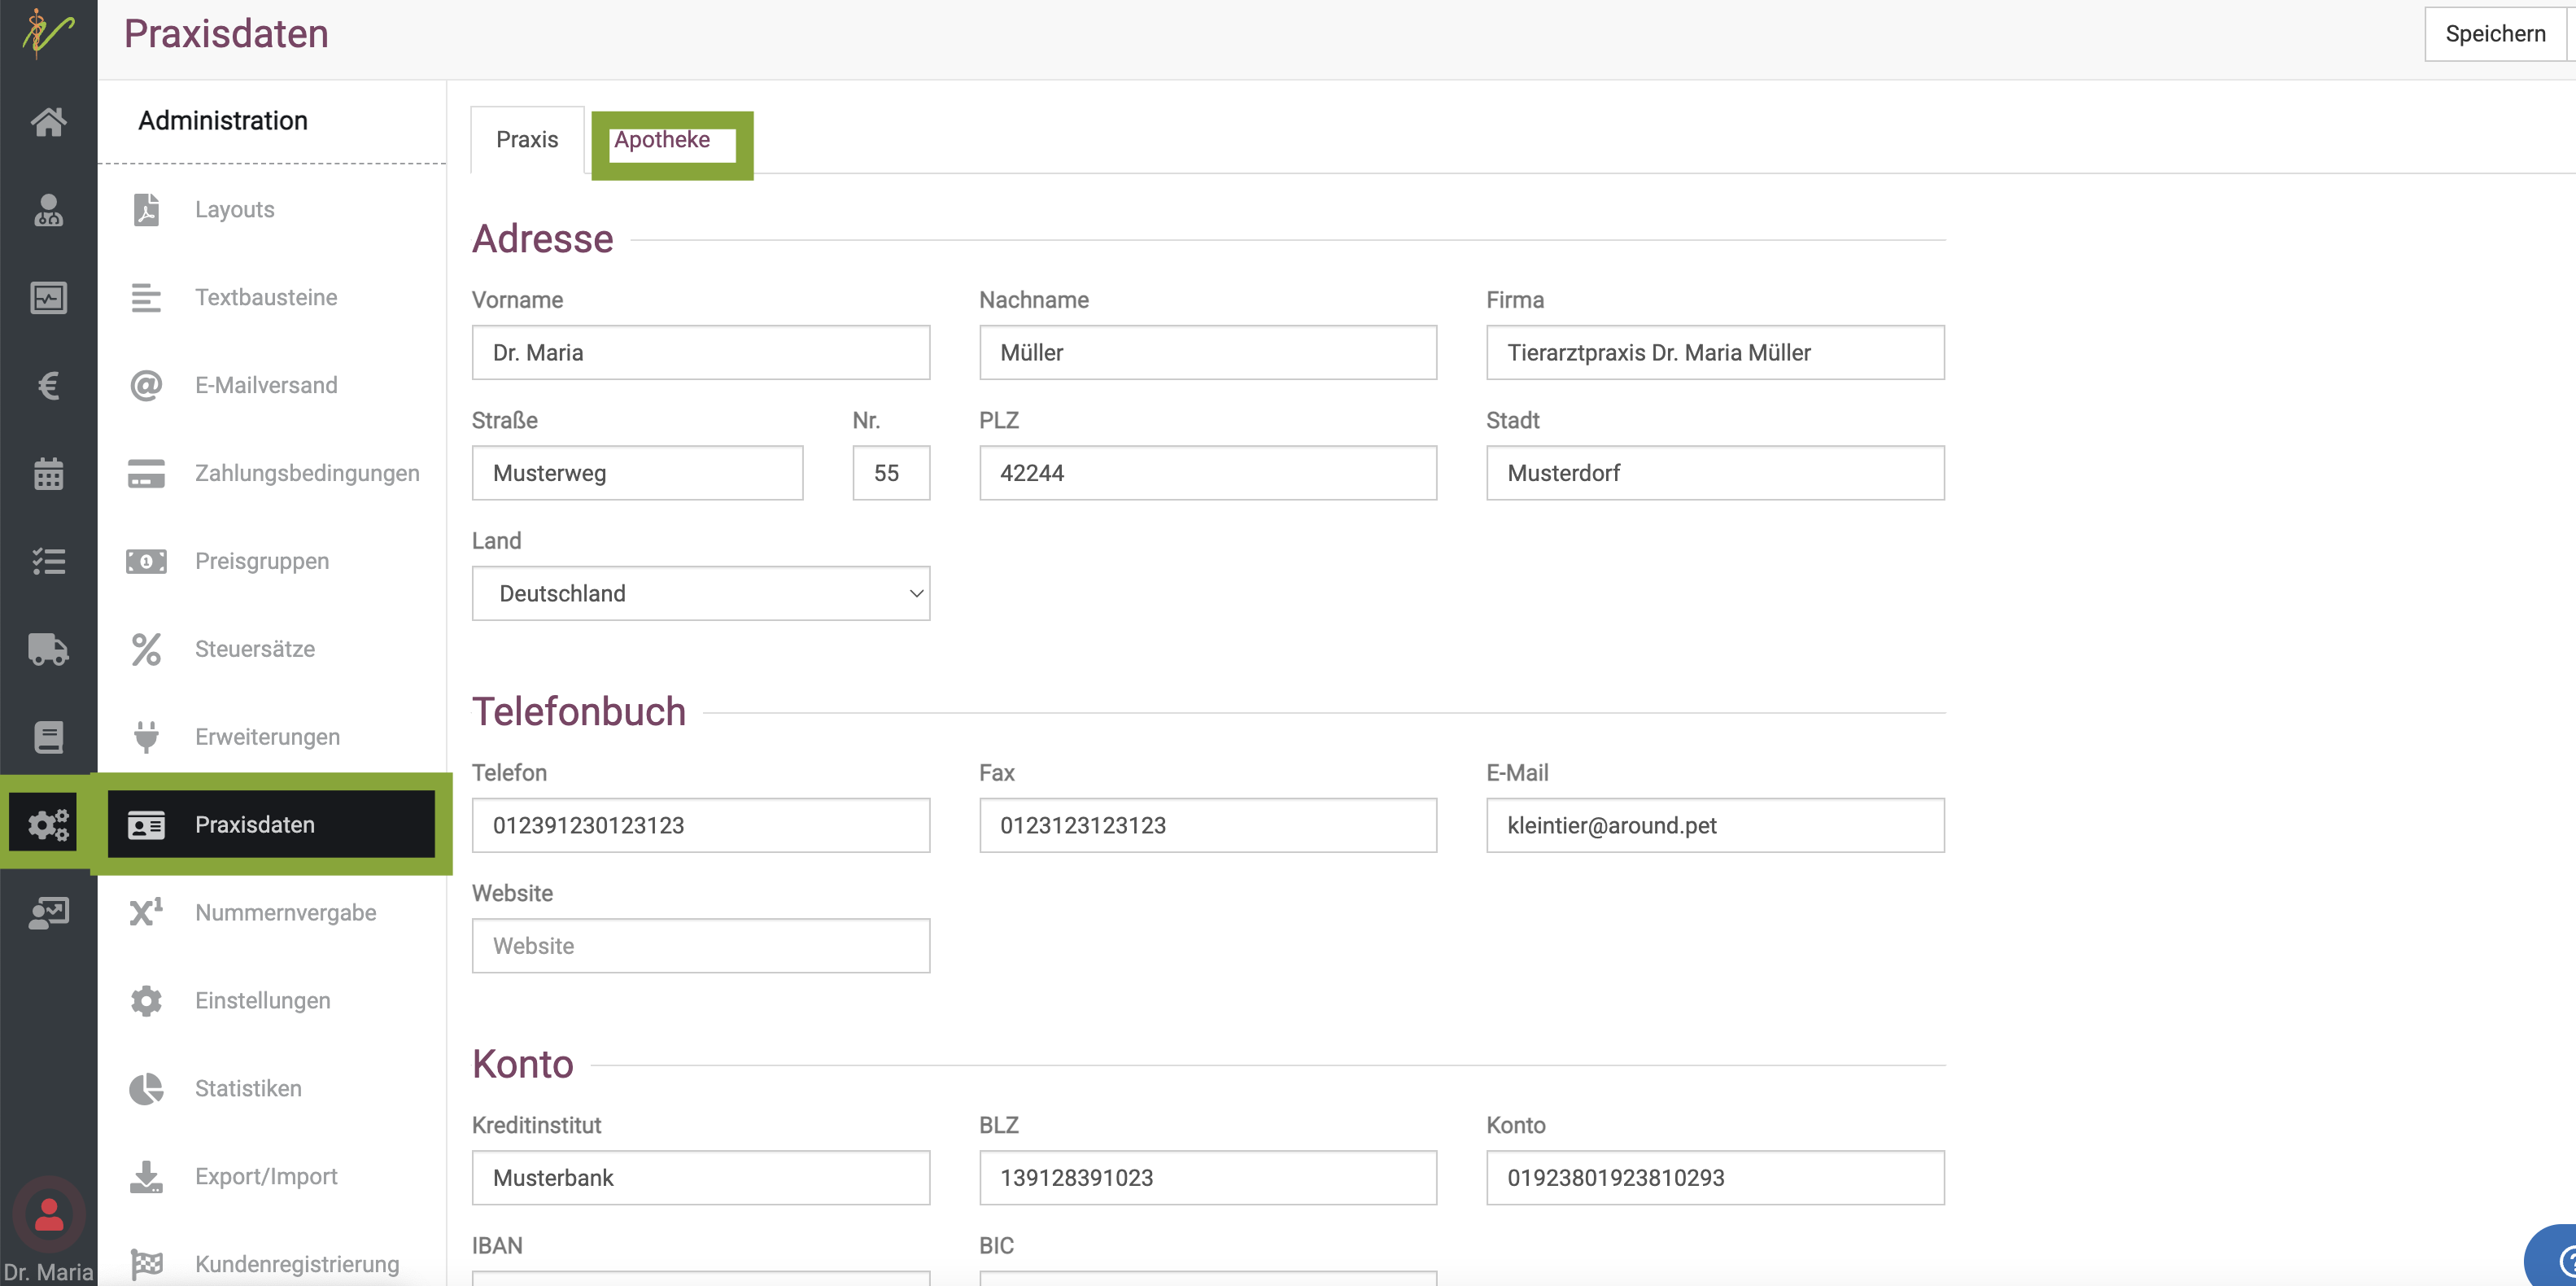 Praxisdaten
Speichern
Administration
Praxis Apotheke
Layouts
Textbausteine
E-Mailversand
Zahlungsbedingungen
Preisgruppen
Steuersätze
Erweiterungen
Praxisdaten
Nummernvergabe
Einstellungen
Statistiken
Export/Import
Kundenregistrierung
Dr. Maria
Adresse
Vorname Nachname Firma
Dr. Maria Müller Tierarztpraxis Dr. Maria Müller
Straße Nr. PLZ Stadt
Musterweg 55 42244 Musterdorf
Land
Deutschland
Telefonbuch
Telefon Fax E-Mail
012391230123123 0123123123123 kleintier@around.pet
Website
Website
Konto
Kreditinstitut BLZ Konto
Musterbank 139128391023 01923801923810293
IBAN BIC